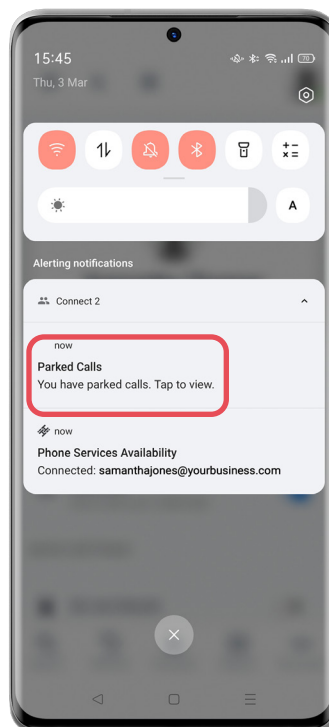 15:45
70
Thu, 3 Mar
A
Alerting notifications
Connect 2
now
Parked Calls
You have parked calls. Tap to view.
now
Phone Services Availability
Connected: samanthajones@yourbusiness.com